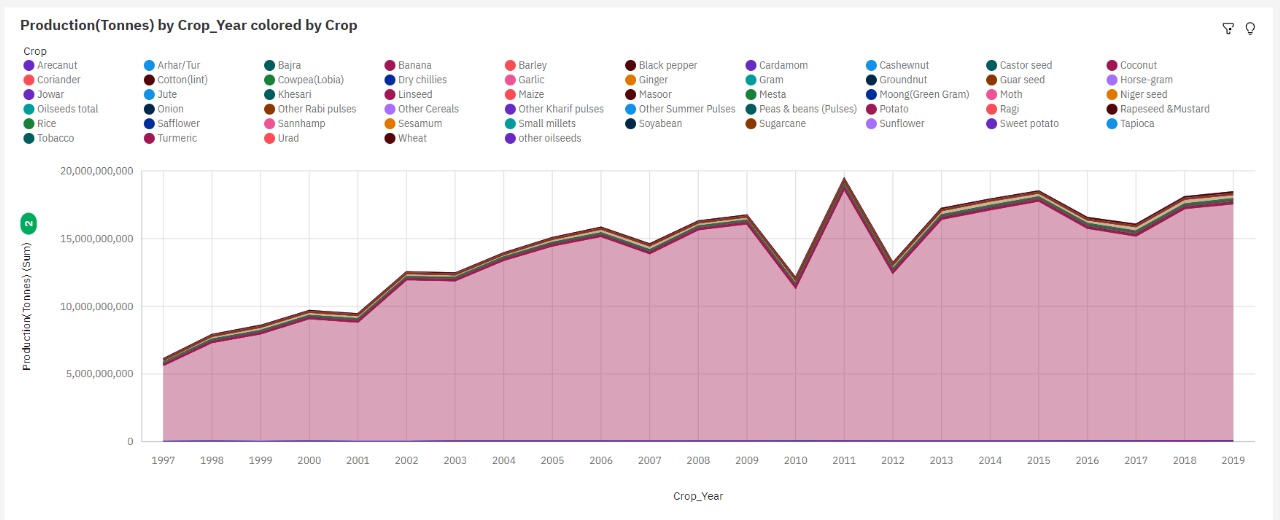 Production(Tonnes) by Crop_Year colored by Crop
Crop
Arecanut Arhar/Tur Bajra Banana Barley Black pepper Cardamom Cashewnut Castor seed Coconut
Coriander Cotton(lint) Cowpea(Lobia) Dry chillies Garlic Ginger Gram Groundnut Guar seed Horse-gram
Jowar Jute Khesari Linseed Maize Masoor Mesta Moong(Green Gram) Moth Niger seed
Oilseeds total Onion Other Rabi pulses Other Cereals Other Kharif pulses Other Summer Pulses Peas & beans (Pulses) Potato Ragi Rapeseed &Mustard
Rice Safflower Sannhamp Sesamum Small millets Soyabean Sugarcane Sunflower Sweet potato Tapioca
Tobacco Turmeric Urad Wheat other oilseeds
20,000,000,000
15,000,000,000
10,000,000,000
5,000,000,000
0
Production(Tonnes) (Sum) 2
1997 1998 1999 2000 2001 2002 2003 2004 2005 2006 2007 2008 2009 2010 2011 2012 2013 2014 2015 2016 2017 2018 2019
Crop_Year